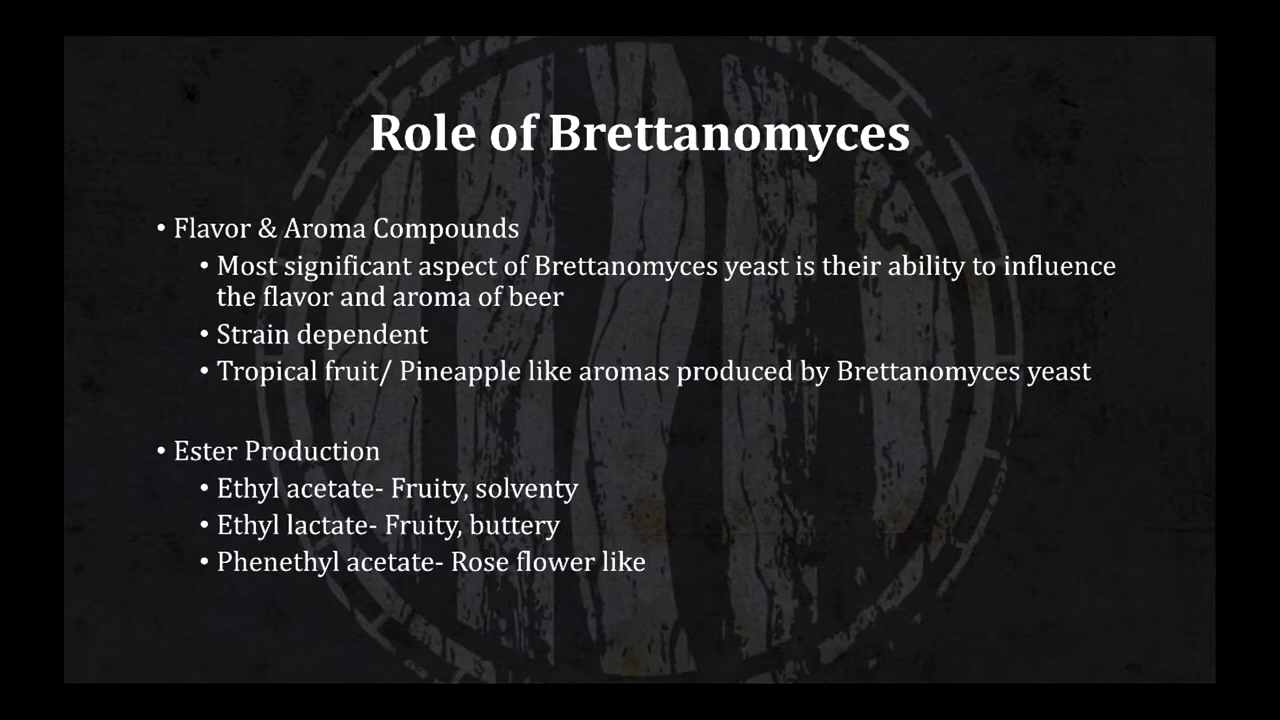 Role of Brettanomyces
• Flavor & Aroma Compounds
• Most significant aspect of Brettanomyces yeast is their ability to influence
the flavor and aroma of beer
• Strain dependent
• Tropical fruit/ Pineapple like aromas produced by Brettanomyces yeast
• Ester Production
• Ethyl acetate- Fruity, solventy
• Ethyl lactate- Fruity, buttery
• Phenethyl acetate- Rose flower like